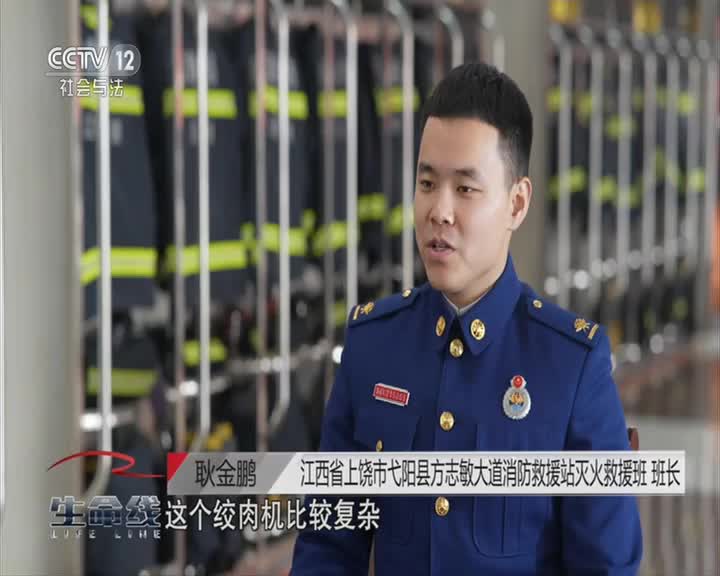 CCTV 12
社会与法
耿金鹏 江西省上饶市弋阳县方志敏大道消防救援站灭火救援班 班长
生命线
LIFE LINE
这个绞肉机比较复杂